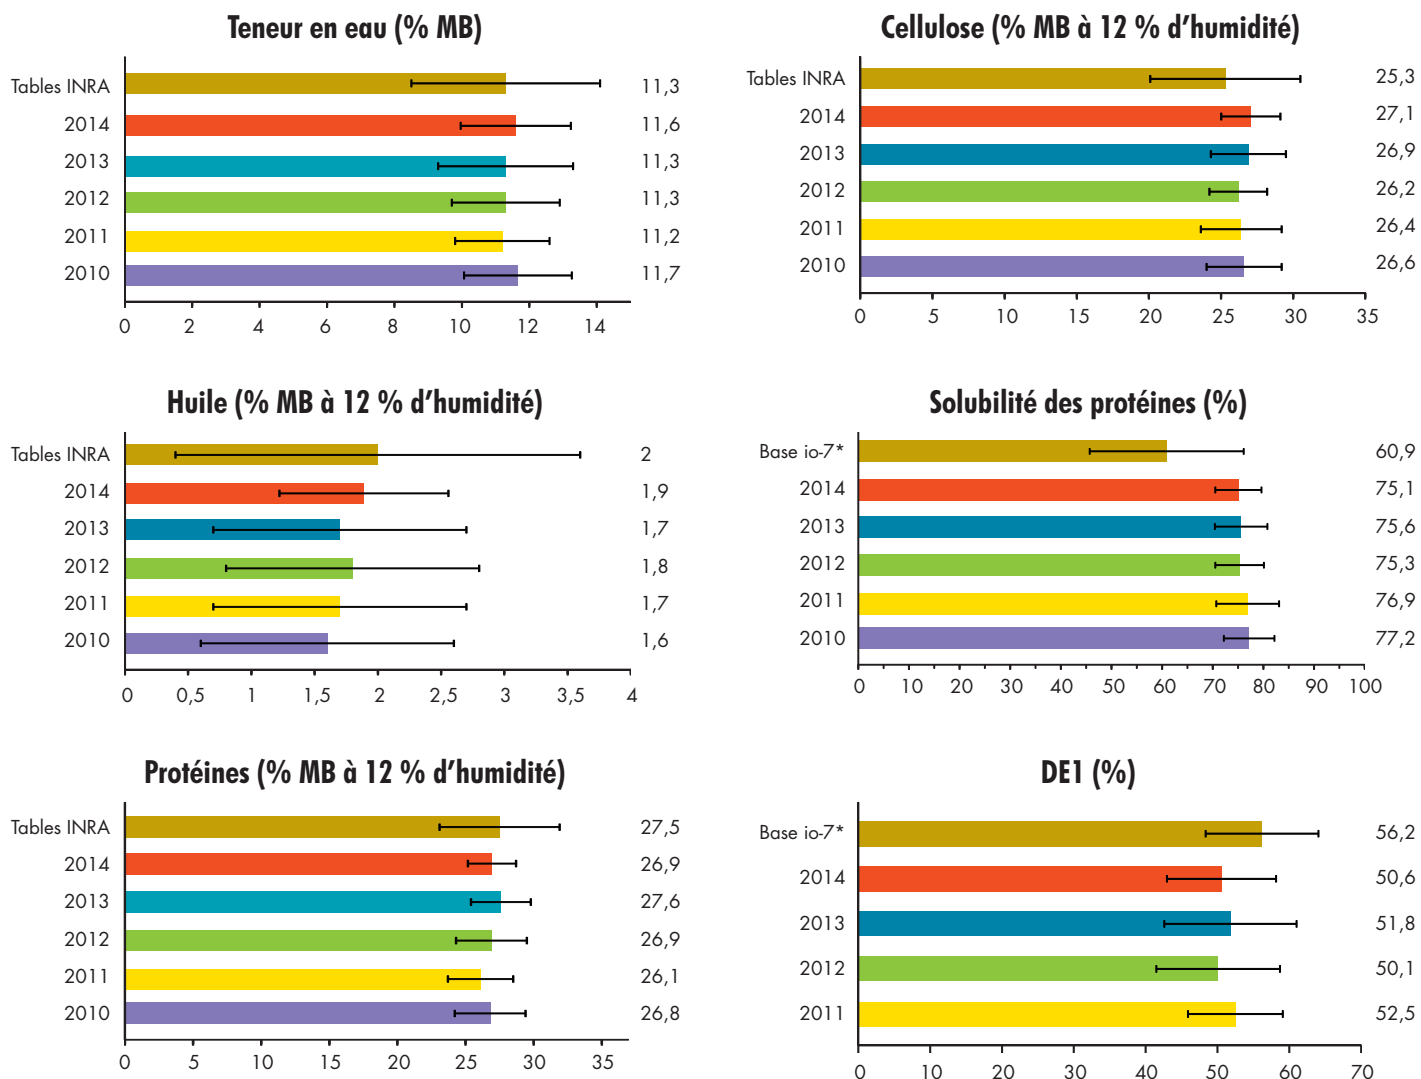 Teneur en eau (% MB)
Tables INRA 11,3
2014 11,6
2013 11,3
2012 11,3
2011 11,2
2010 11,7
0 2 4 6 8 10 12 14
Cellulose (% MB à 12 % d'humidité)
Tables INRA 25,3
2014 27,1
2013 26,9
2012 26,2
2011 26,4
2010 26,6
0 5 10 15 20 25 30 35
Huile (% MB à 12 % d'humidité)
Tables INRA 2
2014 1,9
2013 1,7
2012 1,8
2011 1,7
2010 1,6
0 0,5 1 1,5 2 2,5 3 3,5 4
Solubilité des protéines (%)
Base io-7* 60,9
2014 75,1
2013 75,6
2012 75,3
2011 76,9
2010 77,2
0 10 20 30 40 50 60 70 80 90 100
Protéines (% MB à 12 % d'humidité)
Tables INRA 27,5
2014 26,9
2013 27,6
2012 26,9
2011 26,1
2010 26,8
0 5 10 15 20 25 30 35
DE1 (%)
Base io-7* 56,2
2014 50,6
2013 51,8
2012 50,1
2011 52,5
0 10 20 30 40 50 60 70